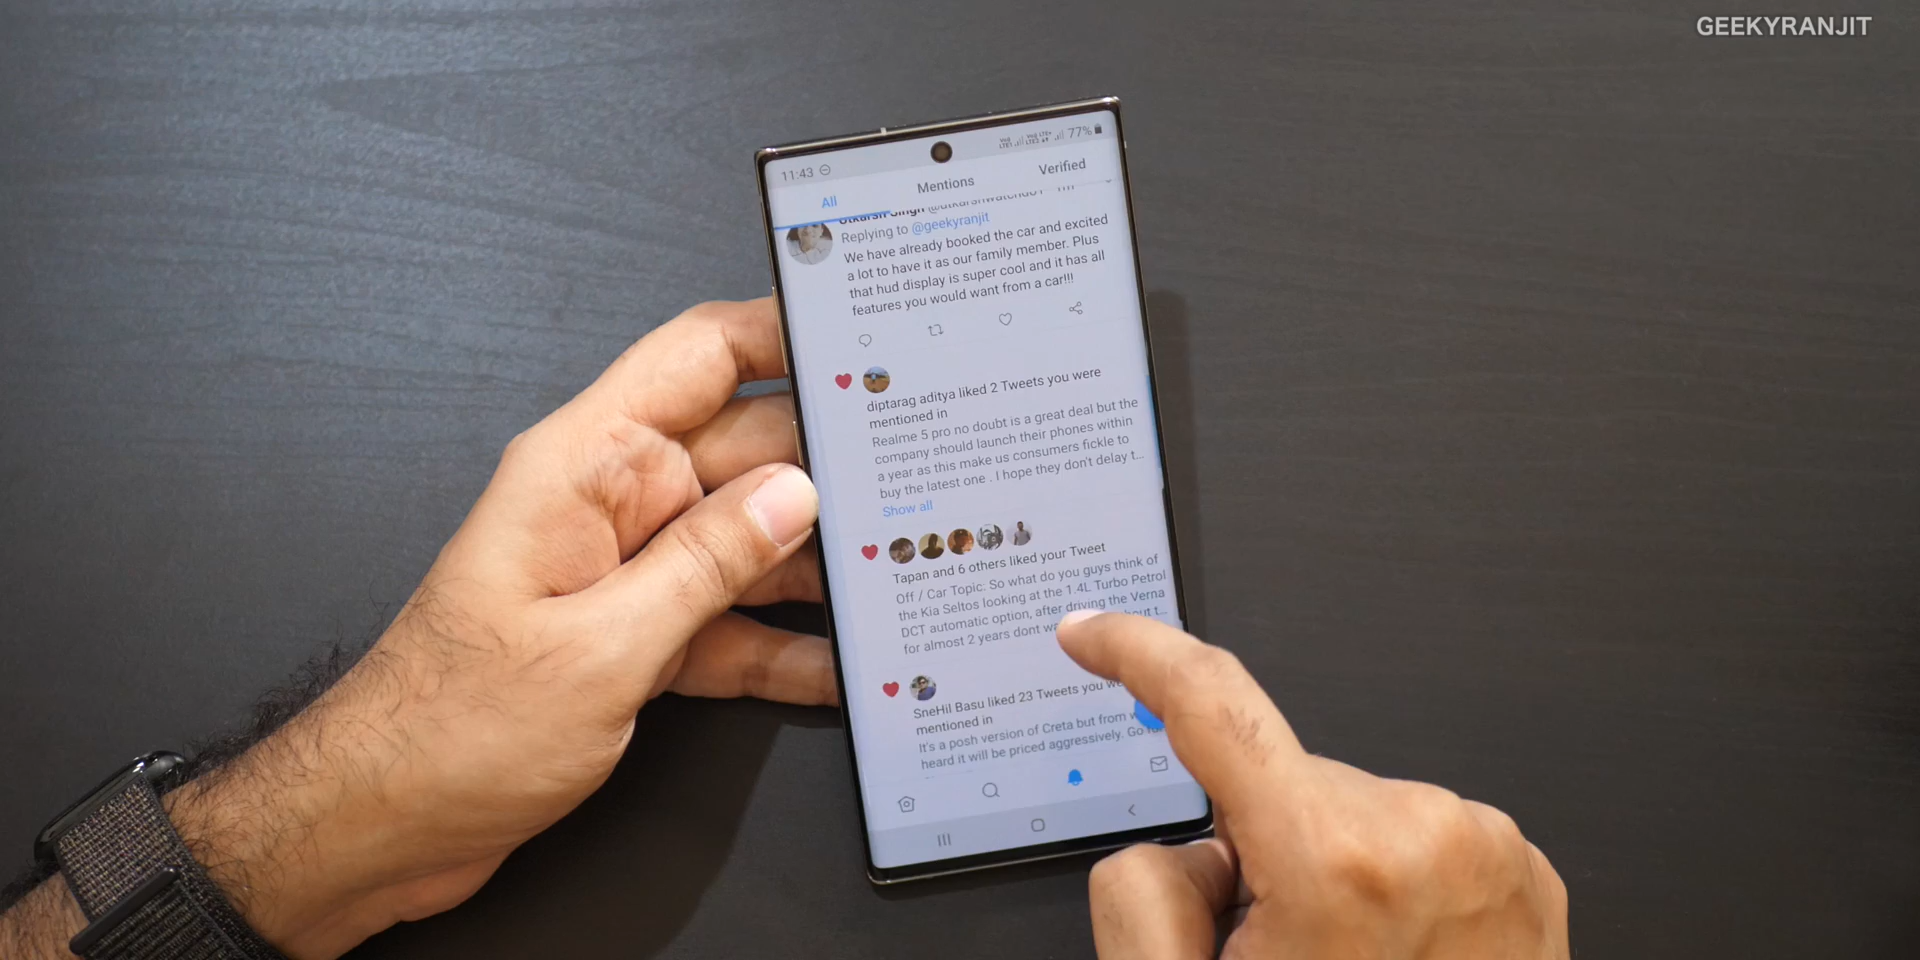 GEEKYRANJIT
11:43
77%
All
Mentions
Verified
Utkarsh Singh
Replying to @geekyranjit
We have already booked the car and excited
a lot to have it as our family member. Plus
that hud display is super cool and it has all
features you would want from a car!!!
diptarag aditya liked 2 Tweets you were
mentioned in
Realme 5 pro no doubt is a great deal but the
company should launch their phones within
a year as this make us consumers fickle to
buy the latest one . I hope they don't delay t...
Show all
Tapan and 6 others liked your Tweet
Off / Car Topic: So what do you guys think of
the Kia Seltos looking at the 1.4L Turbo Petrol
DCT automatic option, after driving the Verna
for almost 2 years dont t...
SneHil Basu liked 23 Tweets you
mentioned in
It's a posh version of Creta but from
heard it will be priced aggressively. Go